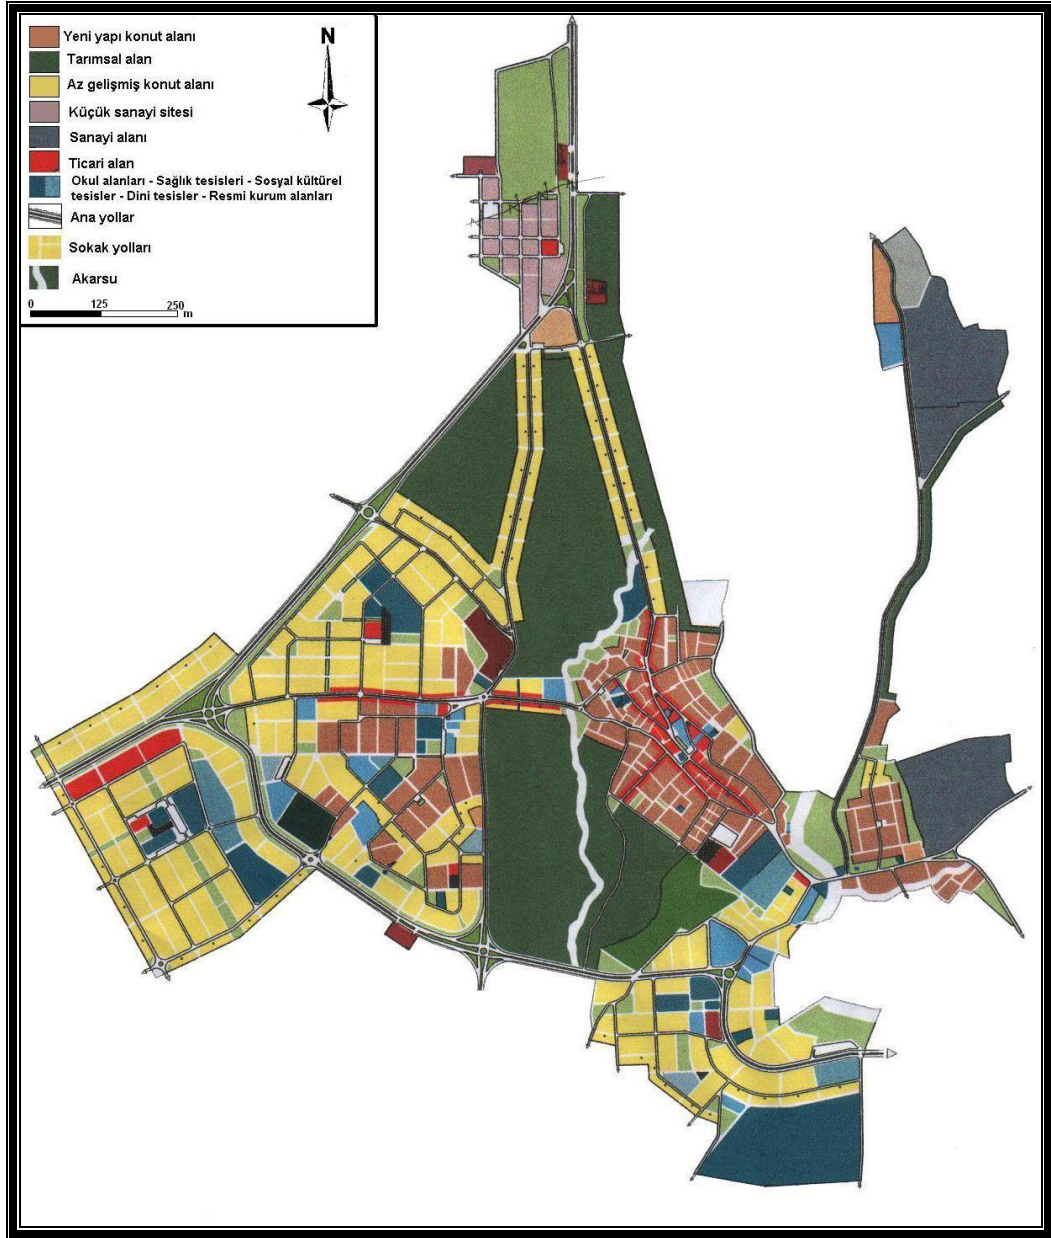 N
Yeni yapı konut alanı
Tarımsal alan
Az gelişmiş konut alanı
Küçük sanayi sitesi
Sanayi alanı
Ticari alan
Okul alanları - Sağlık tesisleri - Sosyal kültürel
tesisler - Dini tesisler - Resmi kurum alanları
Ana yollar
Sokak yolları
Akarsu
0 125 250
m